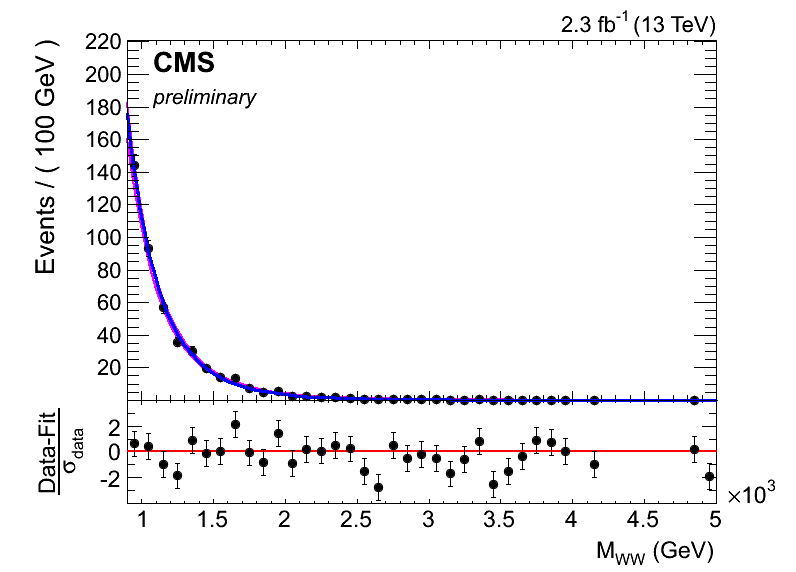 2.3 fb⁻¹ (13 TeV)
CMS
preliminary
Events / ( 100 GeV )
220
200
180
160
140
120
100
80
60
40
20
Data-Fit
σdata
2
0
-2
×10³
1 1.5 2 2.5 3 3.5 4 4.5 5
MWW (GeV)